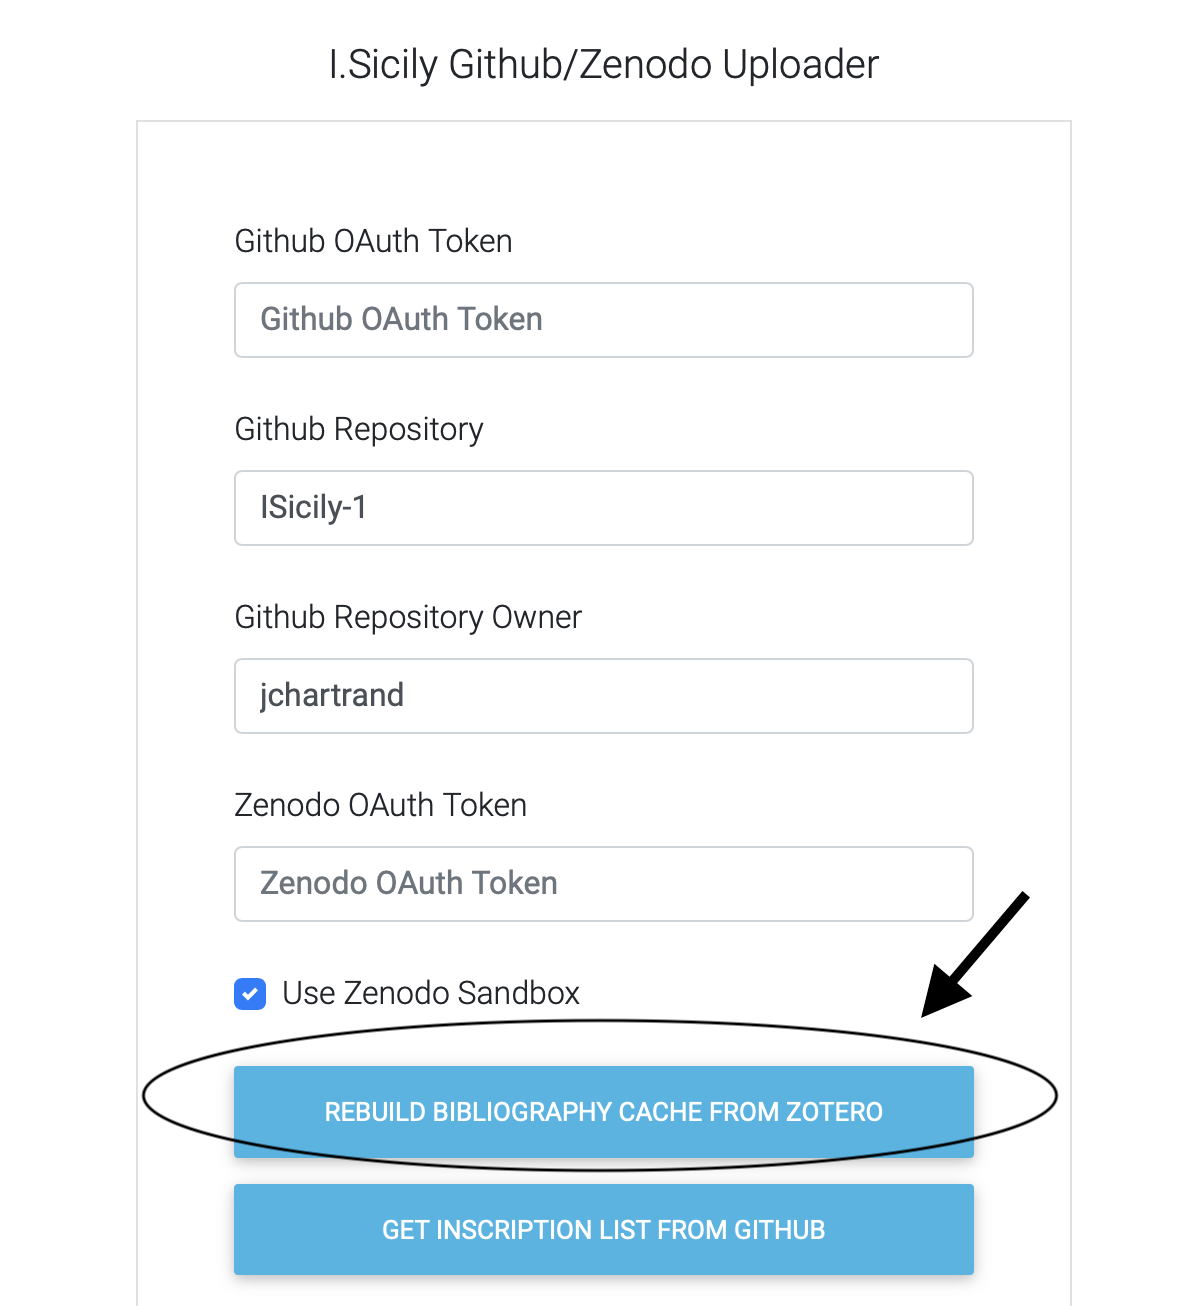 I.Sicily Github/Zenodo Uploader
Github OAuth Token
Github OAuth Token
Github Repository
ISicily-1
Github Repository Owner
jchartrand
Zenodo OAuth Token
Zenodo OAuth Token
Use Zenodo Sandbox
REBUILD BIBLIOGRAPHY CACHE FROM ZOTERO
GET INSCRIPTION LIST FROM GITHUB